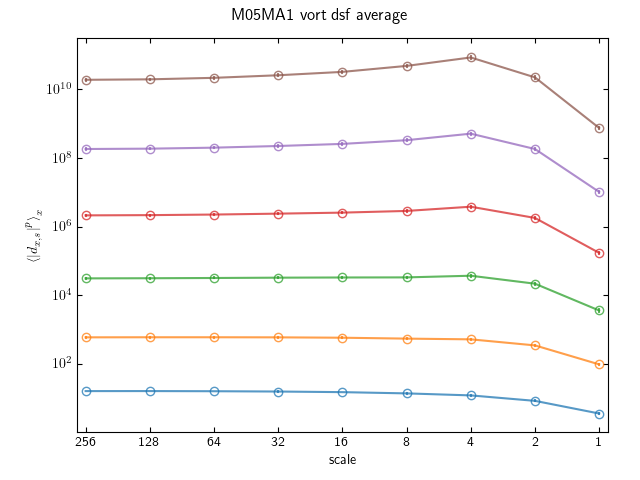 M05MA1 vort dsf average
10^{10}
10^8
10^6
10^4
10^2
⟨|d_{x,s}|^p⟩_x
256 128 64 32 16 8 4 2 1
scale